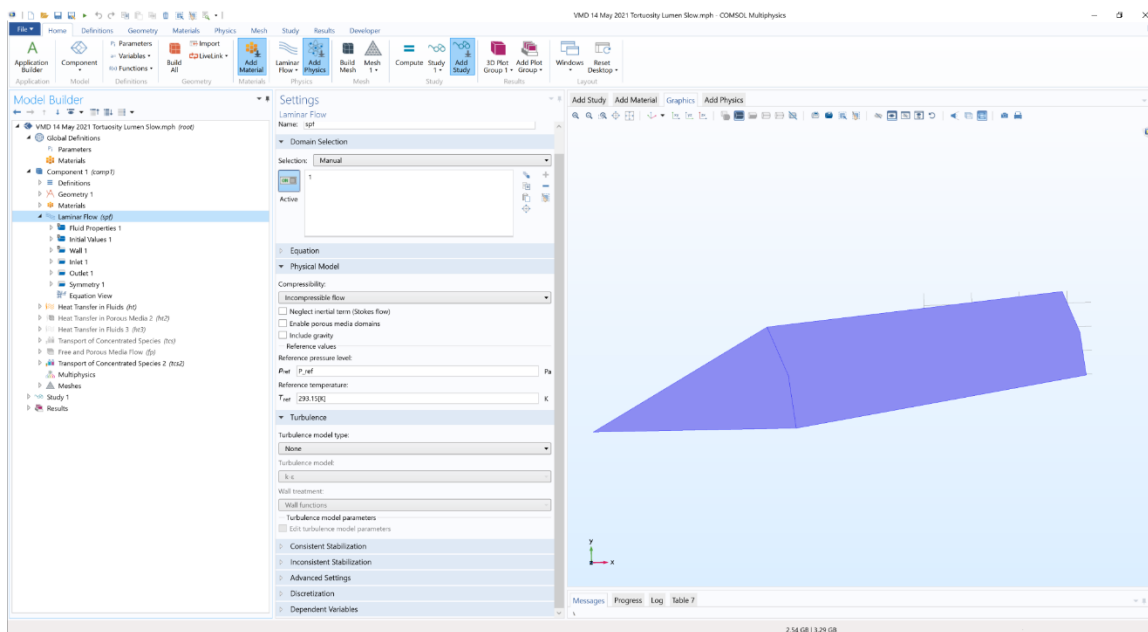 VMD 14 May 2021 Tortuosity Lumen Slow.mph - COMSOL Multiphysics
File Home Definitions Geometry Materials Physics Mesh Study Results Developer
Application Builder
Component 1
Pi Parameters
a= Variables
f(x) Functions
Build All
Import
LiveLink
Add Material
Laminar Flow
Add Physics
Build Mesh
Mesh 1
Compute
Study 1
Add Study
3D Plot Group 1
Add Plot Group
Windows
Reset Desktop
Application Model Definitions Geometry Materials Physics Mesh Study Results Layout
Model Builder
VMD 14 May 2021 Tortuosity Lumen Slow.mph (root)
Global Definitions
Pi Parameters
Materials
Component 1 (comp1)
Definitions
Geometry 1
Materials
Laminar Flow (spf)
Fluid Properties 1
Initial Values 1
Wall 1
Inlet 1
Outlet 1
Symmetry 1
Equation View
Heat Transfer in Fluids (ht)
Heat Transfer in Porous Media 2 (ht2)
Heat Transfer in Fluids 3 (ht3)
Transport of Concentrated Species (tcs)
Free and Porous Media Flow (fp)
Transport of Concentrated Species 2 (tcs2)
Multiphysics
Meshes
Study 1
Results
Settings
Laminar Flow
Name: spf
Domain Selection
Selection: Manual
1
Active
Equation
Physical Model
Compressibility:
Incompressible flow
Neglect inertial term (Stokes flow)
Enable porous media domains
Include gravity
Reference values
Reference pressure level:
Pref P_ref Pa
Reference temperature:
Tref 293.15[K] K
Turbulence
Turbulence model type:
None
Turbulence model:
k-ε
Wall treatment:
Wall functions
Turbulence model parameters
Edit turbulence model parameters
Consistent Stabilization
Inconsistent Stabilization
Advanced Settings
Discretization
Dependent Variables
Add Study Add Material Graphics Add Physics
y
x
Messages Progress Log Table 7
2.54 GB | 3.29 GB